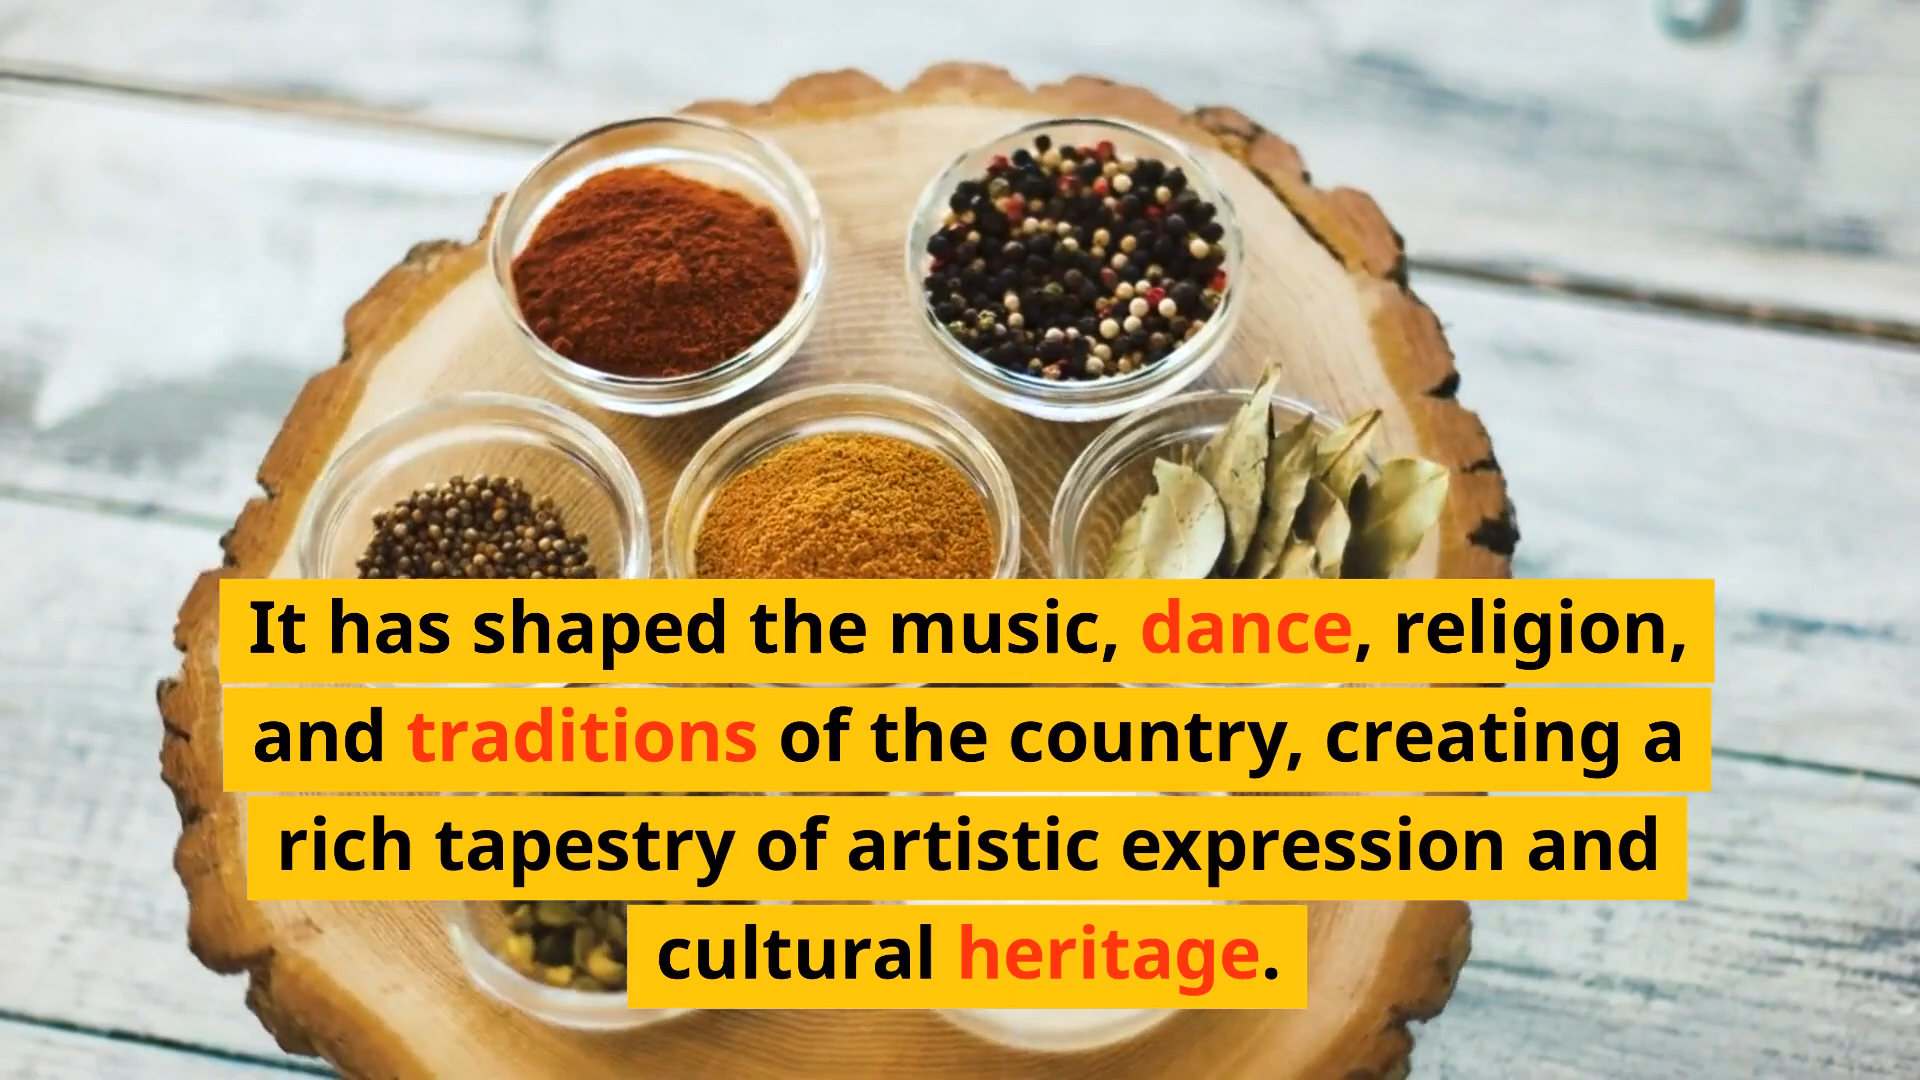 It has shaped the music, dance, religion,
and traditions of the country, creating a
rich tapestry of artistic expression and
cultural heritage.